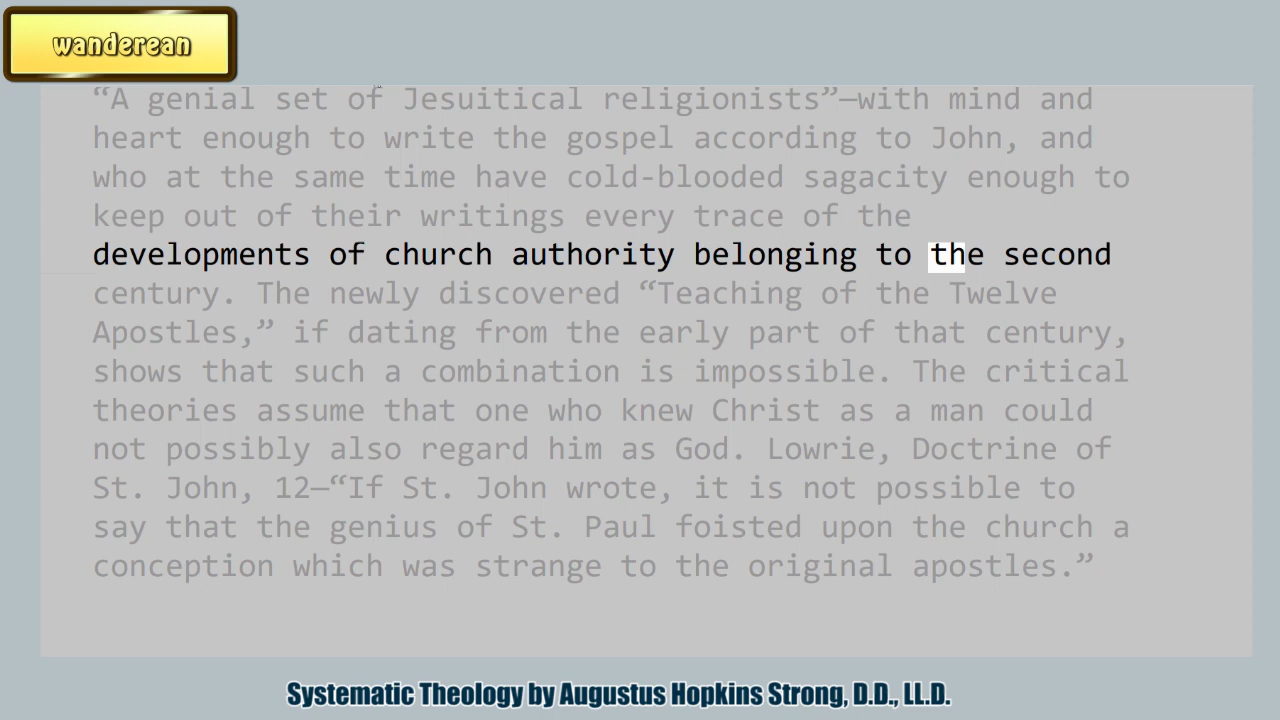 wanderean
“A genial set of Jesuitical religionists”—with mind and
heart enough to write the gospel according to John, and
who at the same time have cold-blooded sagacity enough to
keep out of their writings every trace of the
developments of church authority belonging to the second
century. The newly discovered “Teaching of the Twelve
Apostles,” if dating from the early part of that century,
shows that such a combination is impossible. The critical
theories assume that one who knew Christ as a man could
not possibly also regard him as God. Lowrie, Doctrine of
St. John, 12—“If St. John wrote, it is not possible to
say that the genius of St. Paul foisted upon the church a
conception which was strange to the original apostles.”
Systematic Theology by Augustus Hopkins Strong, D.D., LL.D.